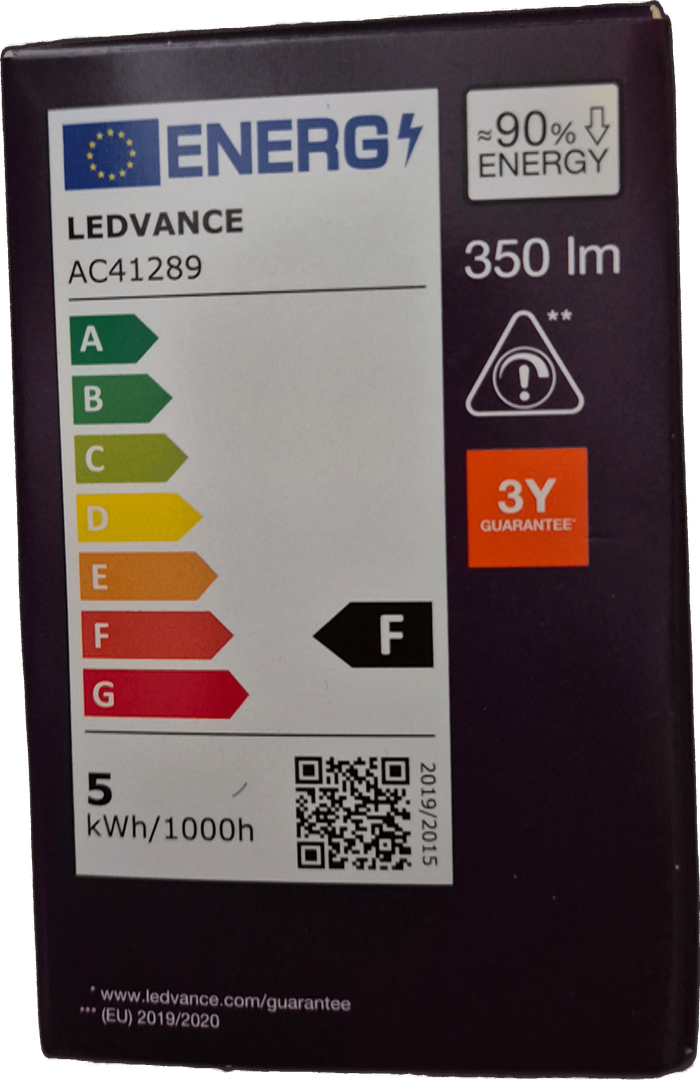 ENERG
LEDVANCE
AC41289
A
B
C
D
E
F
G
F
5
kWh/1000h
2019/2015
≈90%
ENERGY
350 lm
**
3Y
GUARANTEE*
* www.ledvance.com/guarantee
*** (EU) 2019/2020